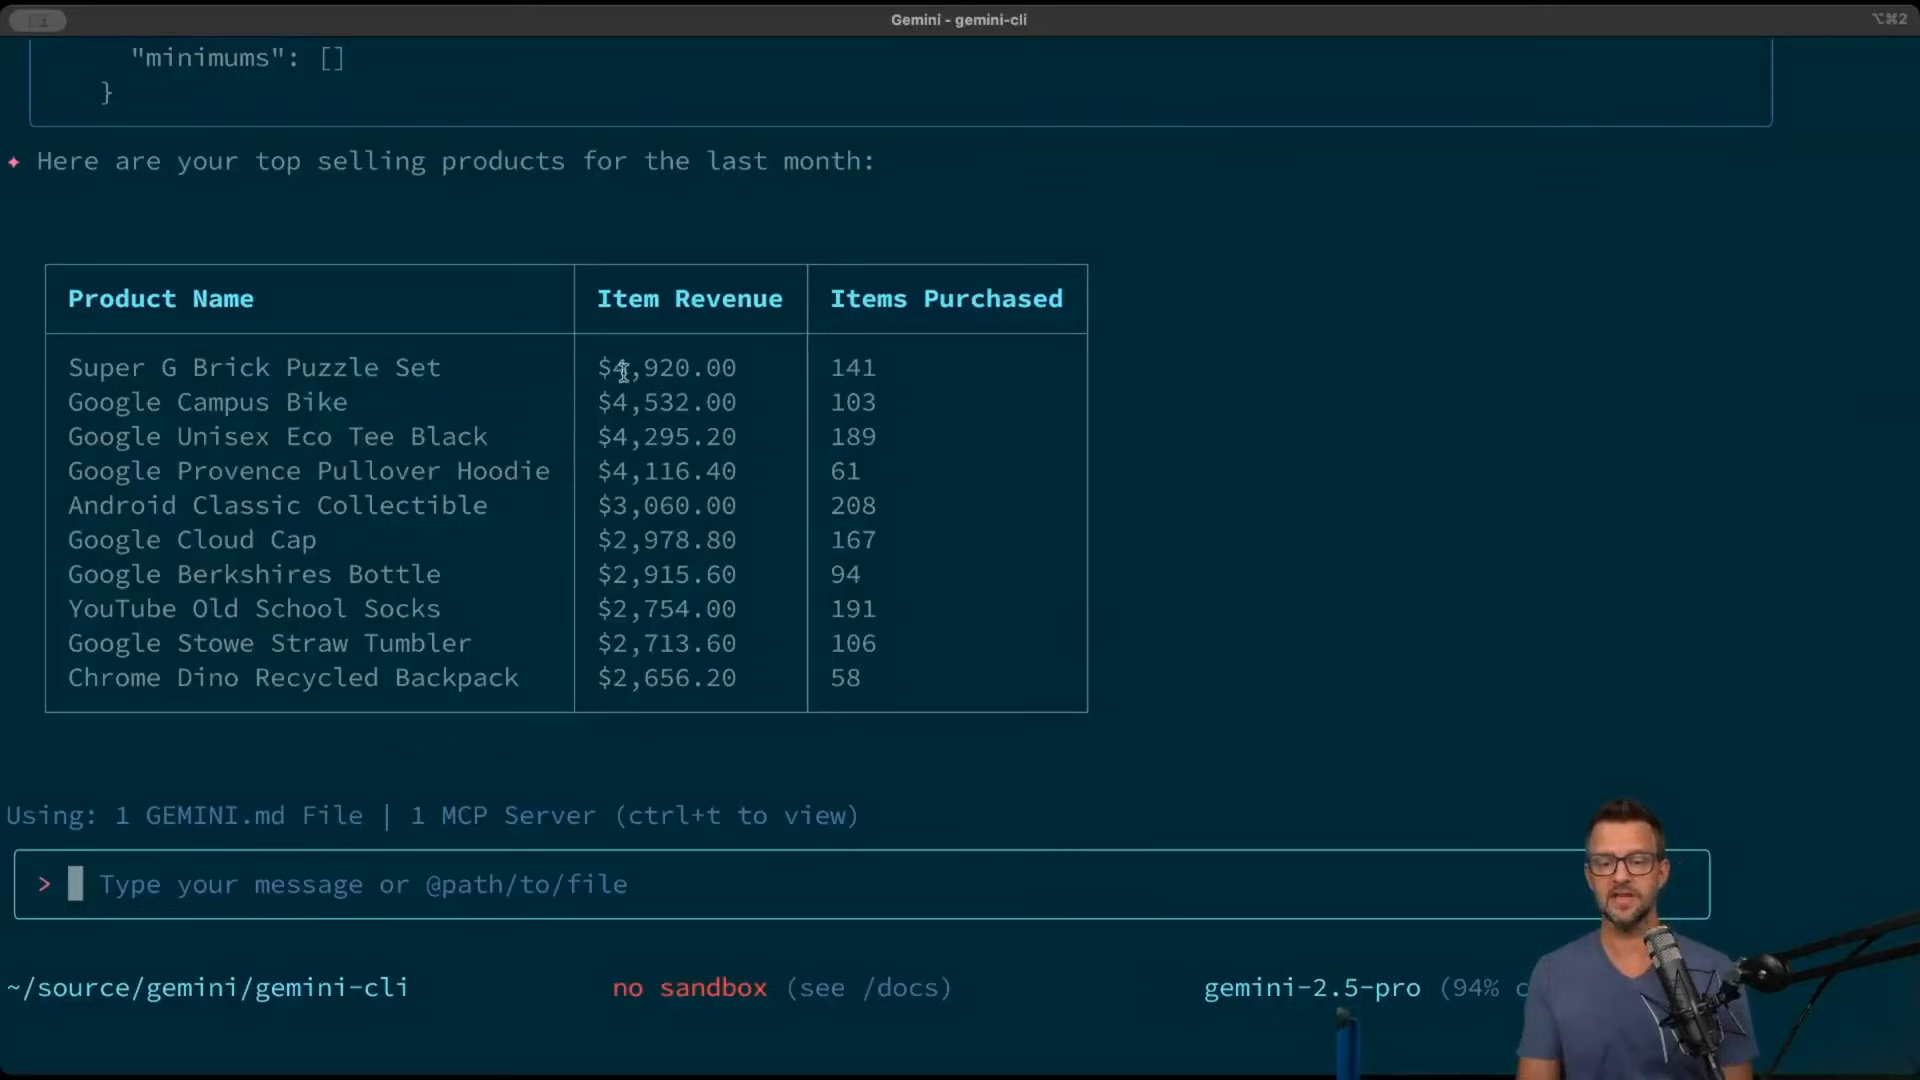 Gemini - gemini-cli
⌥⌘2
"minimums": []
}
✦ Here are your top selling products for the last month:
Product Name Item Revenue Items Purchased
Super G Brick Puzzle Set $4,920.00 141
Google Campus Bike $4,532.00 103
Google Unisex Eco Tee Black $4,295.20 189
Google Provence Pullover Hoodie $4,116.40 61
Android Classic Collectible $3,060.00 208
Google Cloud Cap $2,978.80 167
Google Berkshires Bottle $2,915.60 94
YouTube Old School Socks $2,754.00 191
Google Stowe Straw Tumbler $2,713.60 106
Chrome Dino Recycled Backpack $2,656.20 58
Using: 1 GEMINI.md File | 1 MCP Server (ctrl+t to view)
> Type your message or @path/to/file
~/source/gemini/gemini-cli no sandbox (see /docs) gemini-2.5-pro (94%